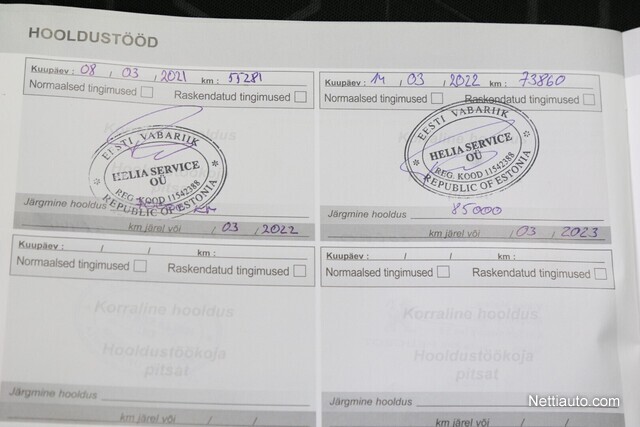 HOOLDUSTÖÖD
Kuupäev : 08 / 03 / 2021 km : 55281
Normaalsed tingimused Raskendatud tingimused
EESTI VABARIIK
HELIA SERVICE
OÜ
REG. KOOD 11542388
REPUBLIC OF ESTONIA
Järgmine hooldus km
km järel või / 03 / 2022
Kuupäev : 14 / 03 / 2022 km : 73860
Normaalsed tingimused Raskendatud tingimused
EESTI VABARIIK
HELIA SERVICE
OÜ
REG. KOOD 11542388
REPUBLIC OF ESTONIA
Järgmine hooldus 85000
km järel või / 03 / 2023
Kuupäev : / / km :
Normaalsed tingimused Raskendatud tingimused
Korraline hooldus
Hooldustöökoja
pitsat
Järgmine hooldus
km järel või / /
Kuupäev : / / km :
Normaalsed tingimused Raskendatud tingimused
Korraline hooldus
Hooldustöökoja
pitsat
Järgmine hooldus
km järel või / /
Nettiauto.com